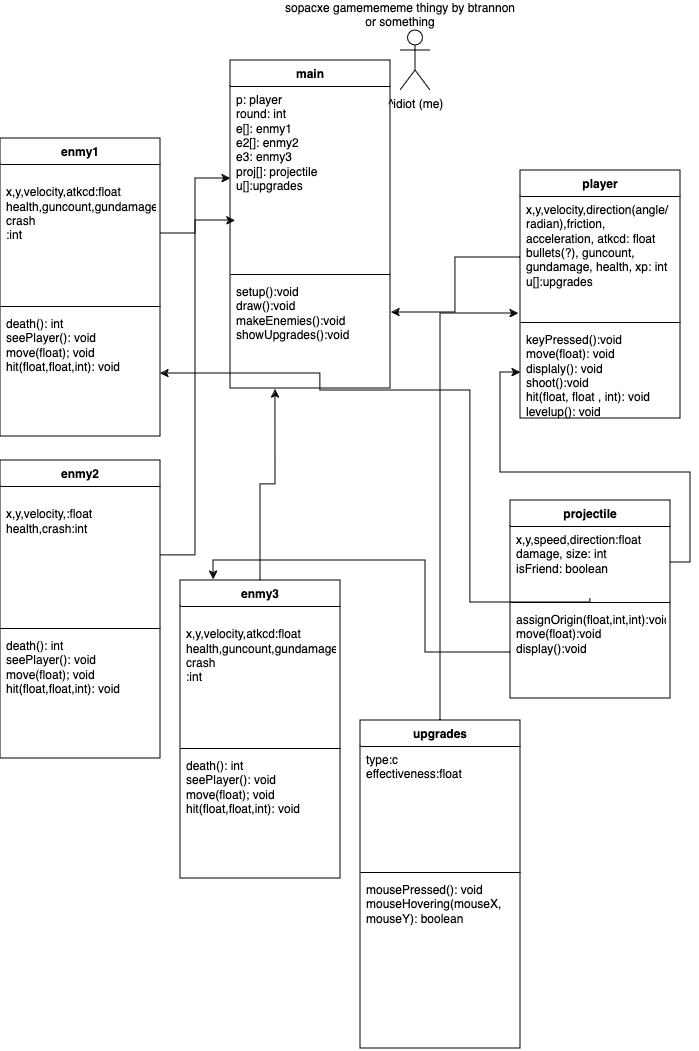 sopacxe gamemememe thingy by btrannon
or something
^idiot (me)
main
p: player
round: int
e[]: enmy1
e2[]: enmy2
e3: enmy3
proj[]: projectile
u[]:upgrades
setup():void
draw():void
makeEnemies():void
showUpgrades():void
enmy1
x,y,velocity,atkcd:float
health,guncount,gundamage
crash
:int
death(): int
seePlayer(): void
move(float); void
hit(float,float,int): void
player
x,y,velocity,direction(angle/
radian),friction,
acceleration, atkcd: float
bullets(?), guncount,
gundamage, health, xp: int
u[]:upgrades
keyPressed():void
move(float): void
displaly(): void
shoot():void
hit(float, float , int): void
levelup(): void
enmy2
x,y,velocity,:float
health,crash:int
death(): int
seePlayer(): void
move(float); void
hit(float,float,int): void
projectile
x,y,speed,direction:float
damage, size: int
isFriend: boolean
assignOrigin(float,int,int):void
move(float):void
display():void
enmy3
x,y,velocity,atkcd:float
health,guncount,gundamage
crash
:int
death(): int
seePlayer(): void
move(float); void
hit(float,float,int): void
upgrades
type:c
effectiveness:float
mousePressed(): void
mouseHovering(mouseX,
mouseY): boolean